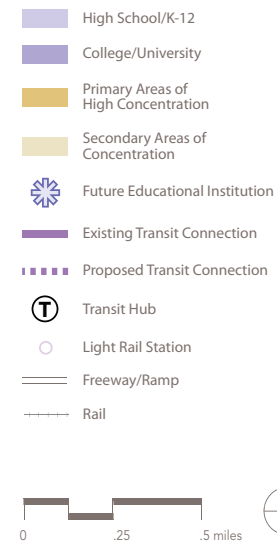 High School/K-12
College/University
Primary Areas of
High Concentration
Secondary Areas of
Concentration
Future Educational Institution
Existing Transit Connection
Proposed Transit Connection
T
Transit Hub
Light Rail Station
Freeway/Ramp
Rail
0 .25 .5 miles